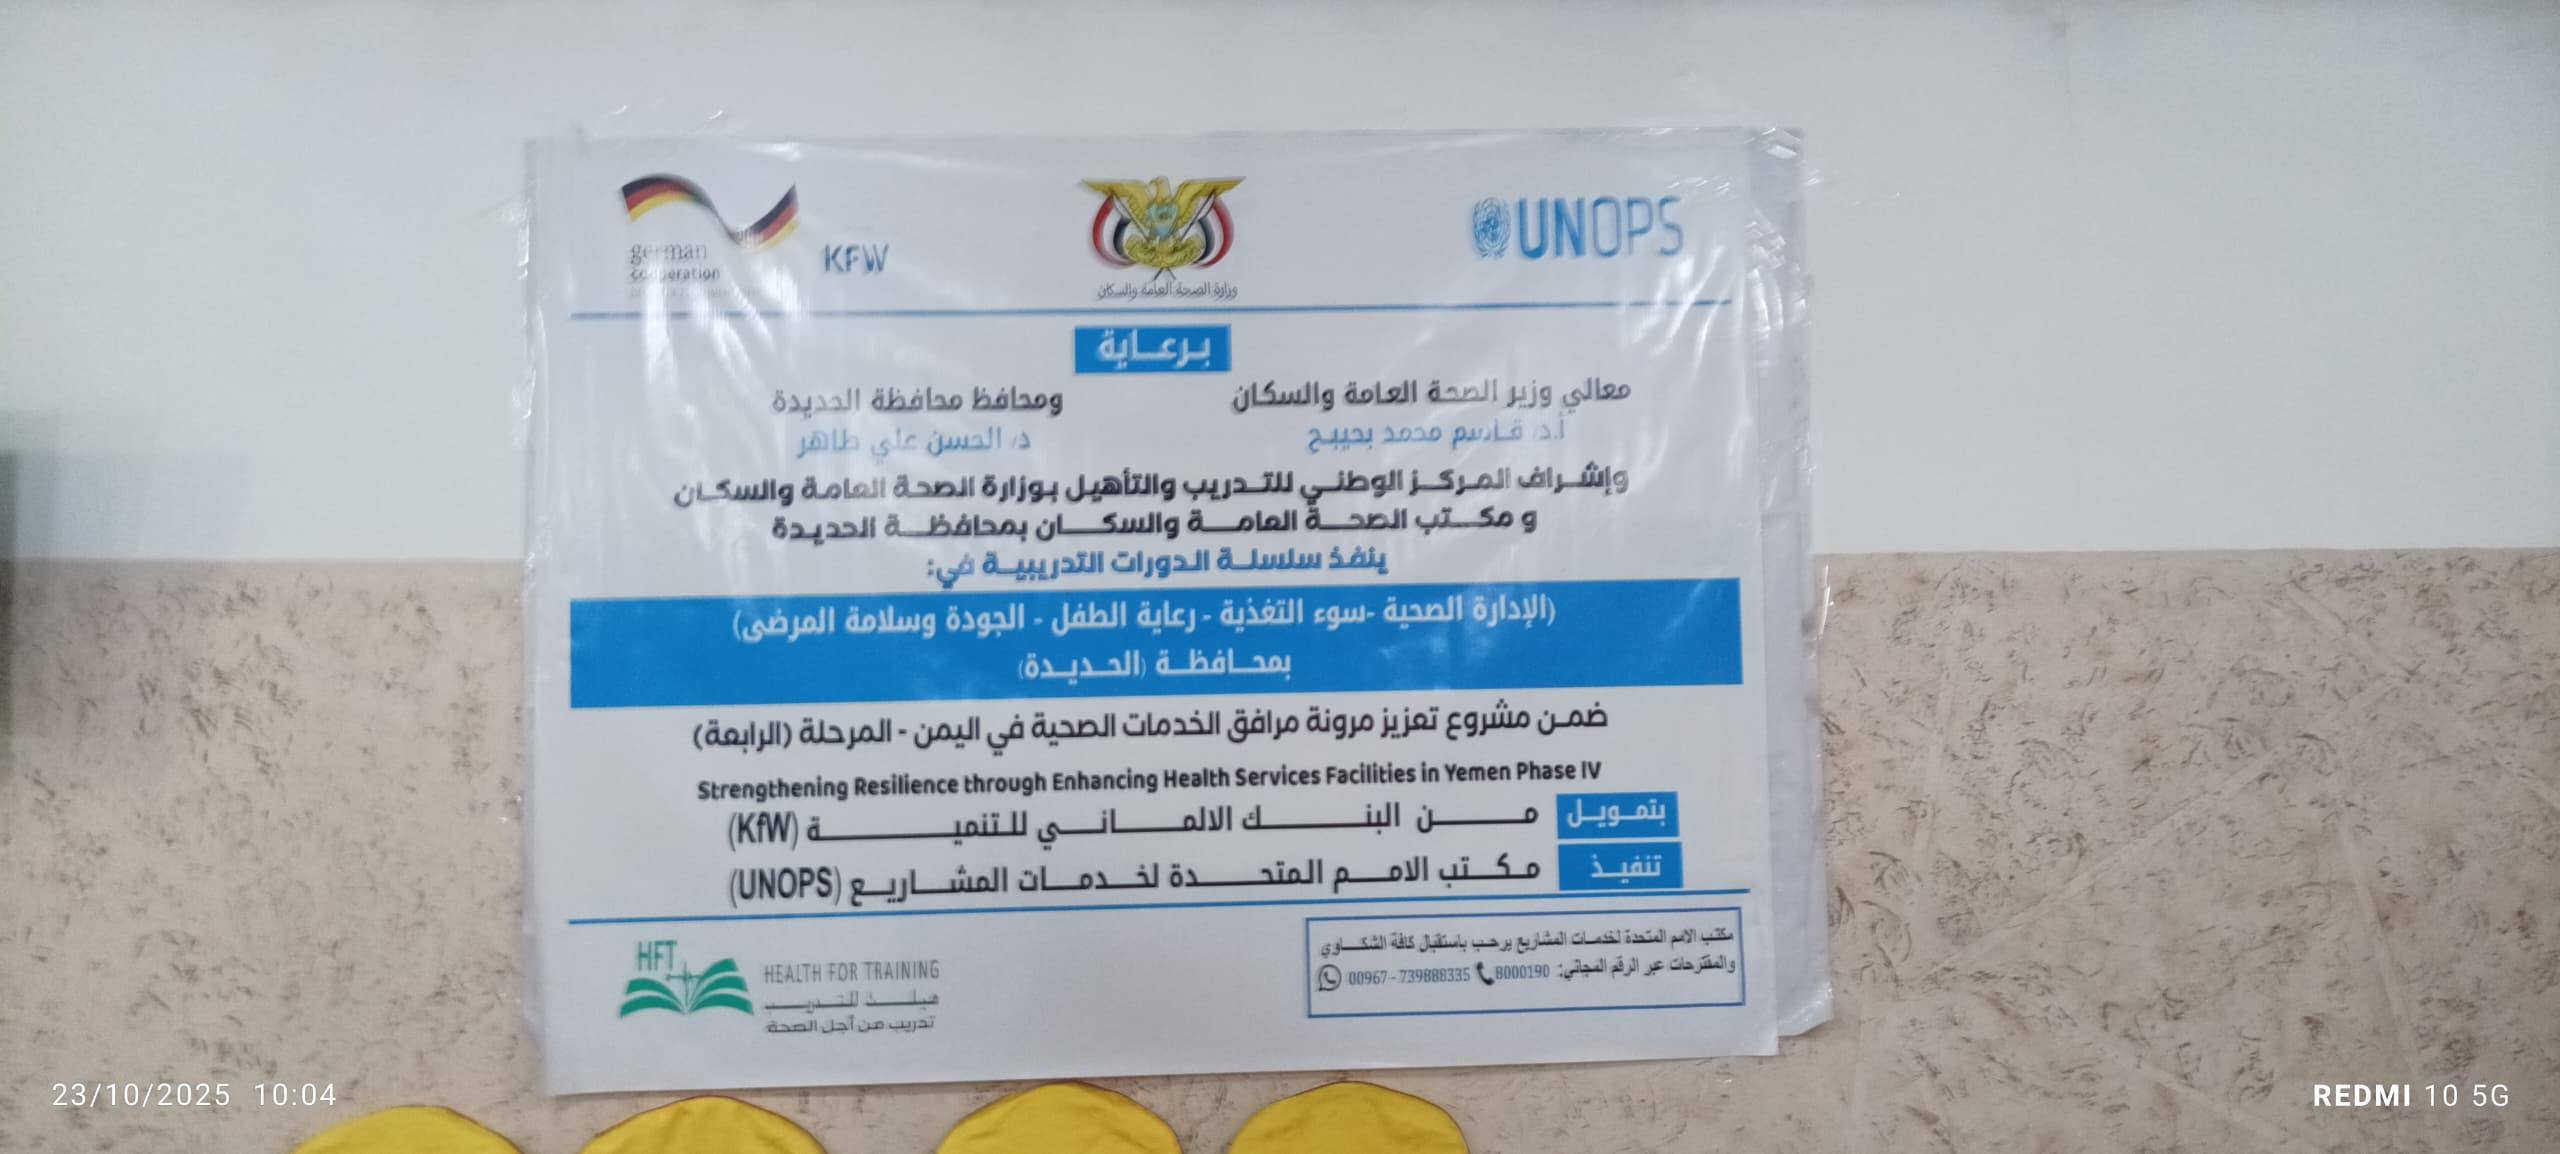 german
cooperation
KFW
وزارة الصحة العامة والسكان
UNOPS
برعاية
معالي وزير الصحة العامة والسكان
أ.د/ قاسم محمد بحيبح
ومحافظ محافظة الحديدة
د/ الحسن علي طاهر
وإشراف المركز الوطني للتدريب والتأهيل بوزارة الصحة العامة والسكان
و مكتب الصحة العامة والسكان بمحافظة الحديدة
ينفذ سلسلة الدورات التدريبية في:
(الإدارة الصحية -سوء التغذية - رعاية الطفل - الجودة وسلامة المرضى)
بمحافظة (الحديدة)
ضمن مشروع تعزيز مرونة مرافق الخدمات الصحية في اليمن - المرحلة (الرابعة)
Strengthening Resilience through Enhancing Health Services Facilities in Yemen Phase IV
بتمويل من البنك الالماني للتنمية (KfW)
تنفيذ مكتب الامم المتحدة لخدمات المشاريع (UNOPS)
HFT
HEALTH FOR TRAINING
هيلث للتدريب
تدريب من أجل الصحة
مكتب الامم المتحدة لخدمات المشاريع يرحب باستقبال كافة الشكاوي
والمقترحات عبر الرقم المجاني: 8000190 00967-739888335
23/10/2025 10:04
REDMI 10 5G